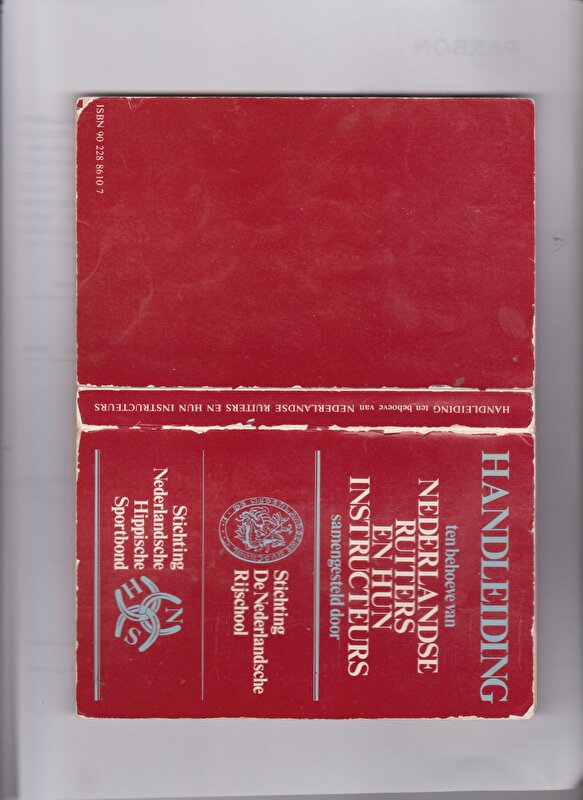 PAKBON
ISBN 90 228 8610 7
HANDLEIDING ten behoeve van NEDERLANDSE RUITERS EN HUN INSTRUCTEURS
HANDLEIDING
ten behoeve van
NEDERLANDSE
RUITERS
EN HUN
INSTRUCTEURS
samengesteld door
Stichting
De Nederlandsche
Rijschool
Stichting
Nederlandsche
Hippische
Sportbond
N
H
S